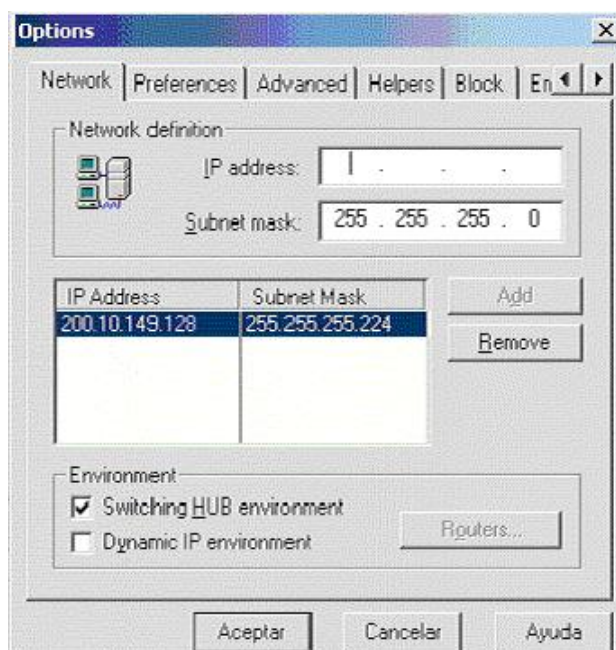 Options
Network Preferences Advanced Helpers Block En
Network definition
IP address: . . .
Subnet mask: 255 . 255 . 255 . 0
IP Address Subnet Mask Add
200.10.149.128 255.255.255.224
Remove
Environment
Switching HUB environment
Dynamic IP environment Routers...
Aceptar Cancelar Ayuda